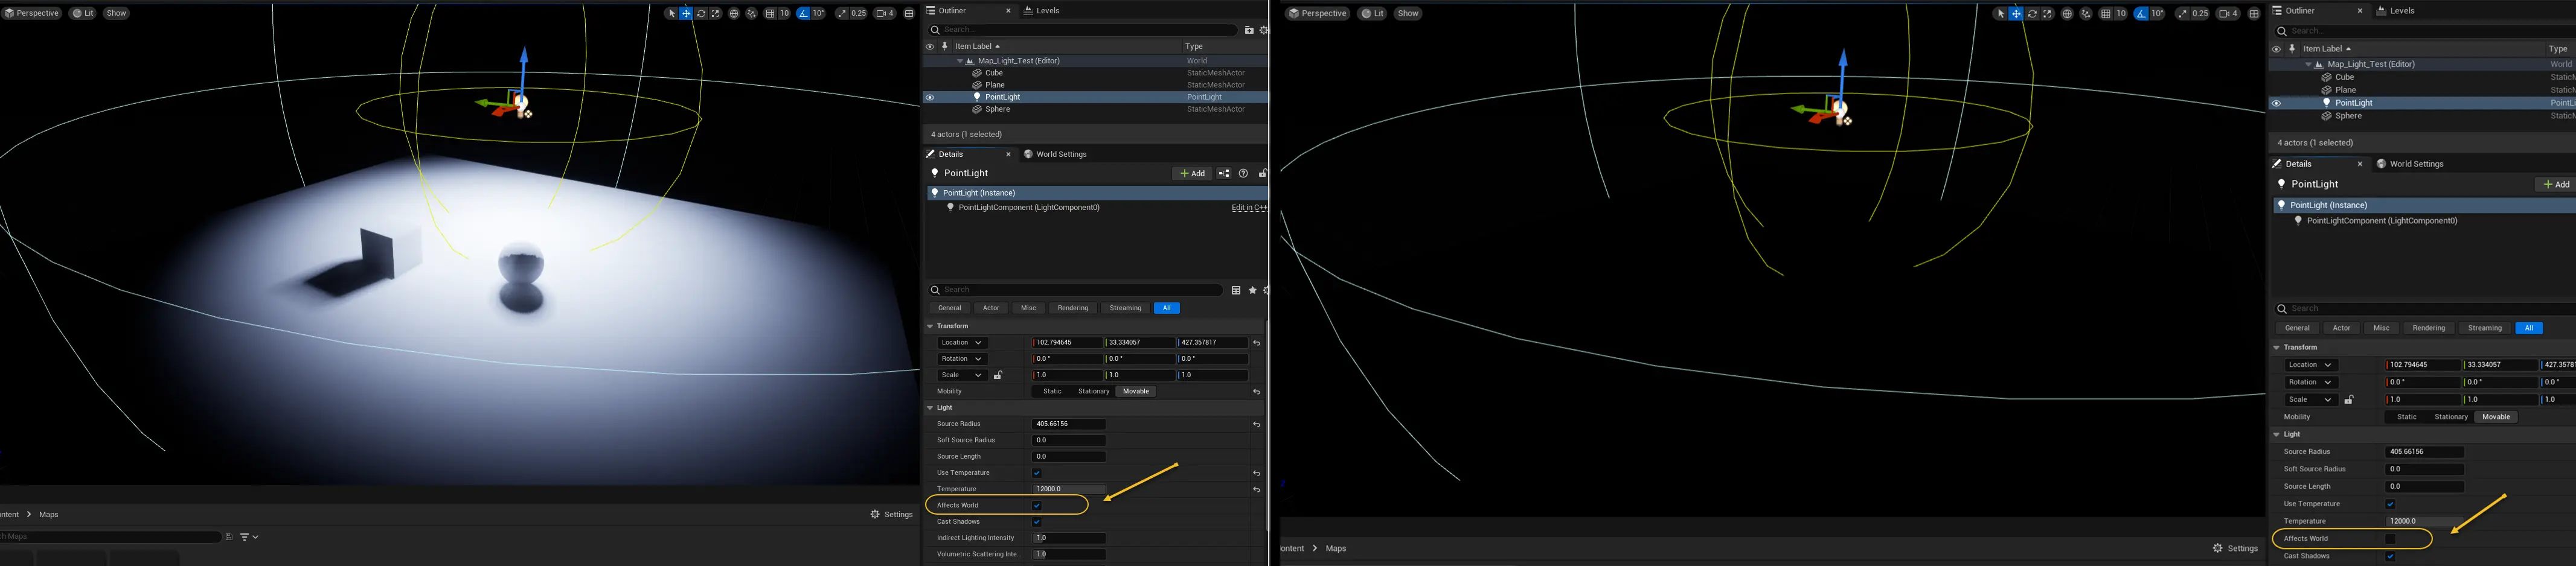 Perspective Lit Show 10 10° 0.25 4
Outliner Levels
Search...
Item Label Type
Map_Light_Test (Editor) World
Cube StaticMeshActor
Plane StaticMeshActor
PointLight PointLight
Sphere StaticMeshActor
4 actors (1 selected)
Details World Settings
PointLight Add
PointLight (Instance)
PointLightComponent (LightComponent0) Edit in C++
Search
General Actor Misc Rendering Streaming All
Transform
Location 102.794645 33.334057 427.357817
Rotation 0.0 ° 0.0 ° 0.0 °
Scale 1.0 1.0 1.0
Mobility Static Stationary Movable
Light
Source Radius 405.66156
Soft Source Radius 0.0
Source Length 0.0
Use Temperature
Temperature 12000.0
Affects World
Cast Shadows
Indirect Lighting Intensity 1.0
Volumetric Scattering Inte... 1.0
ontent Maps Settings
ch Maps
Perspective Lit Show 10 10° 0.25 4
Outliner Levels
Search...
Item Label Type
Map_Light_Test (Editor) World
Cube StaticM
Plane StaticM
PointLight PointLi
Sphere StaticM
4 actors (1 selected)
Details World Settings
PointLight Add
PointLight (Instance)
PointLightComponent (LightComponent0)
Search
General Actor Misc Rendering Streaming All
Transform
Location 102.794645 33.334057 427.3578
Rotation 0.0 ° 0.0 ° 0.0 °
Scale 1.0 1.0 1.0
Mobility Static Stationary Movable
Light
Source Radius 405.66156
Soft Source Radius 0.0
Source Length 0.0
Use Temperature
Temperature 12000.0
Affects World
Cast Shadows
ontent Maps Settings